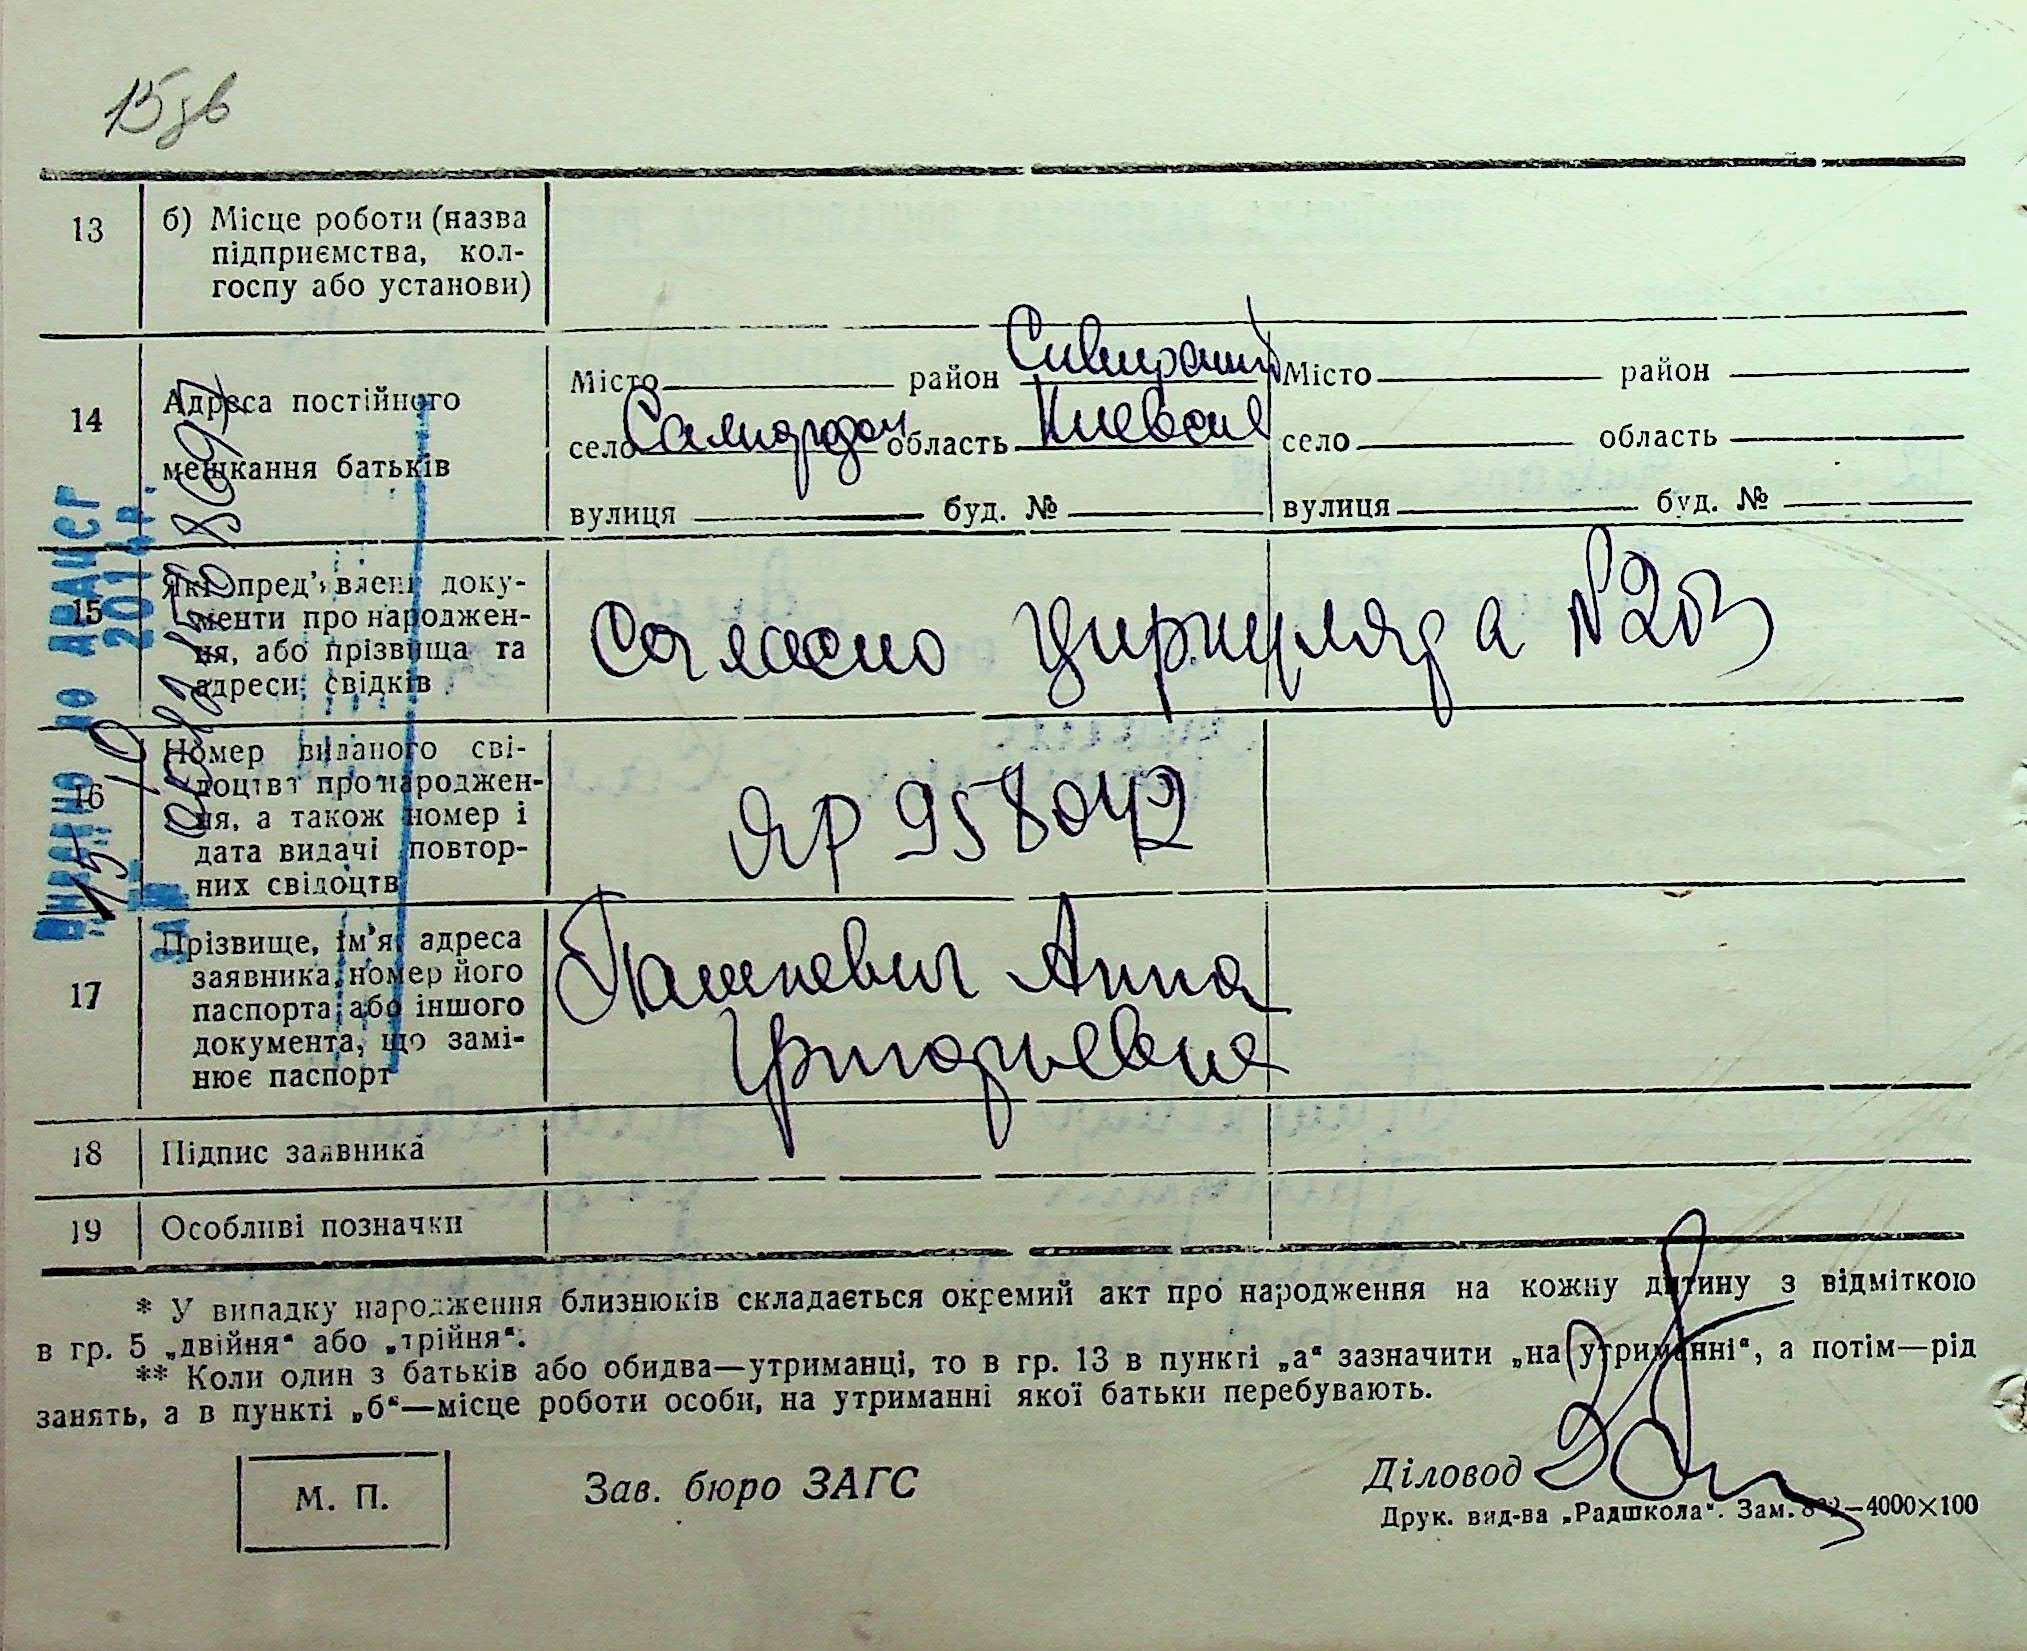 15 зв
13 б) Місце роботи (назва
підприємства, кол-
госпу або установи)
14 Адреса постійного
мешкання батьків
Місто район Сквирский Місто район
село область Киевская село область
вулиця буд. № вулиця буд. №
15 Які пред'явлені доку-
менти про народжен-
ня, або прізвища та
адреси свідків
Согласно циркуляра № 203
16 Номер виданого сві-
доцтва про народжен-
ня, а також номер і
дата видачі повтор-
них свідоцтв
ЯР 958042
17 Прізвище, ім'я, адреса
заявника, номер його
паспорта або іншого
документа, що замі-
нює паспорт
Пашкевич Анна
Григорьевна
18 Підпис заявника
19 Особливі позначки
* У випадку народження близнюків складається окремий акт про народження на кожну дитину з відміткою
в гр. 5 „двійня“ або „трійня“.
** Коли один з батьків або обидва—утриманці, то в гр. 13 в пункті „а“ зазначити „на утриманні“, а потім—рід
занять, а в пункті „б“—місце роботи особи, на утриманні якої батьки перебувають.
М. П.
Зав. бюро ЗАГС
Діловод
Друк. вид-ва „Радшкола“. Зам. —4000×100